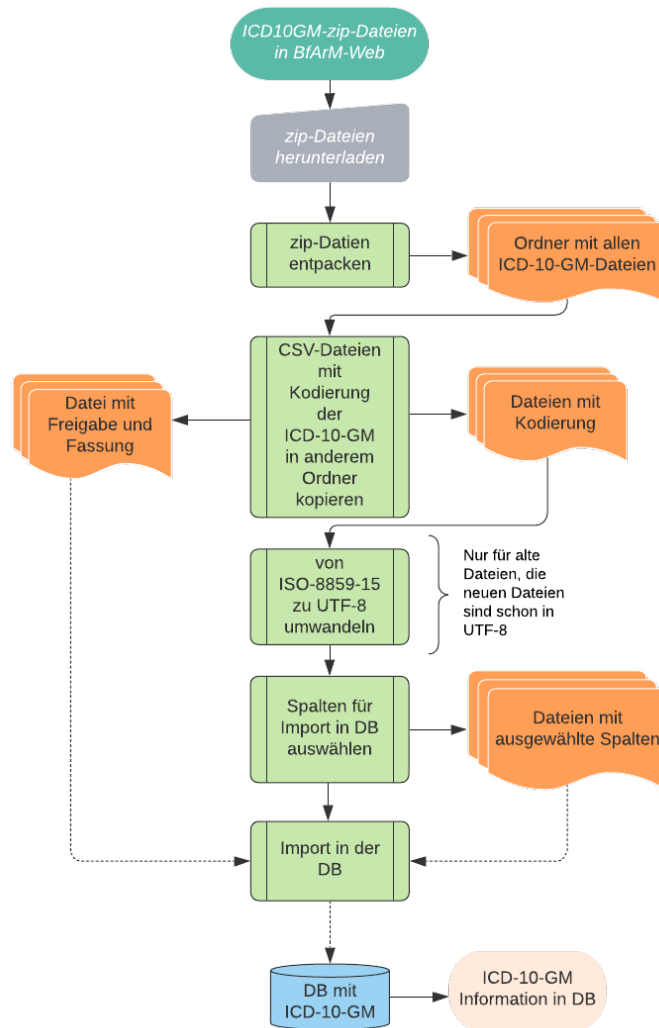 ICD10GM-zip-Dateien
in BfArM-Web
zip-Dateien
herunterladen
zip-Datien
entpacken
Ordner mit allen
ICD-10-GM-Dateien
CSV-Dateien
mit
Kodierung
der
ICD-10-GM
in anderem
Ordner
kopieren
Datei mit
Freigabe und
Fassung
Dateien mit
Kodierung
von
ISO-8859-15
zu UTF-8
umwandeln
Nur für alte
Dateien, die
neuen Dateien
sind schon in
UTF-8
Spalten für
Import in DB
auswählen
Dateien mit
ausgewählte Spalten
Import in der
DB
DB mit
ICD-10-GM
ICD-10-GM
Information in DB